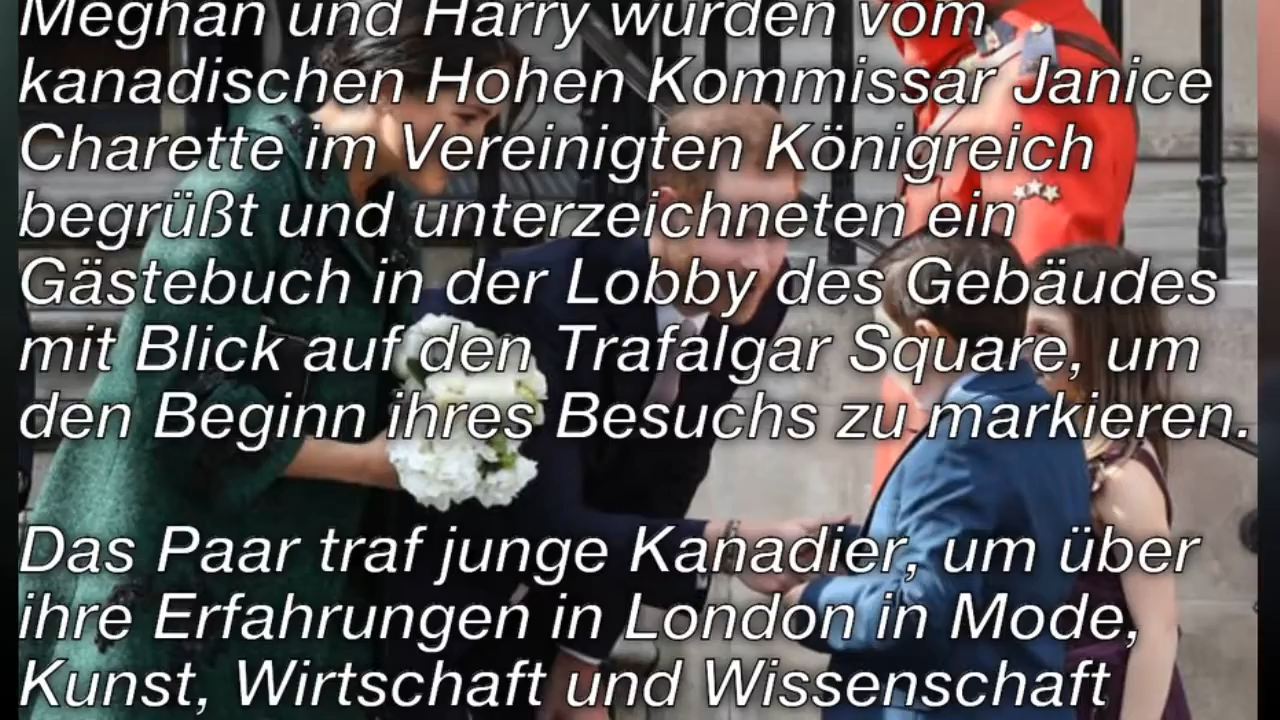 Meghan und Harry wurden vom
kanadischen Hohen Kommissar Janice
Charette im Vereinigten Königreich
begrüßt und unterzeichneten ein
Gästebuch in der Lobby des Gebäudes
mit Blick auf den Trafalgar Square, um
den Beginn ihres Besuchs zu markieren.
Das Paar traf junge Kanadier, um über
ihre Erfahrungen in London in Mode,
Kunst, Wirtschaft und Wissenschaft